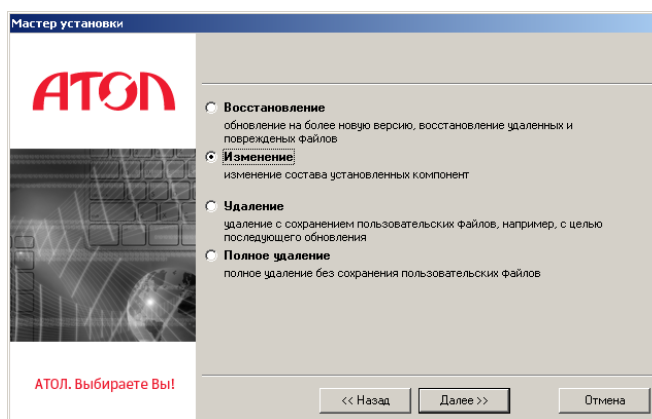 Мастер установки
АТОЛ
Восстановление
обновление на более новую версию, восстановление удаленных и
поврежденых файлов
Изменение
изменение состава установленных компонент
Удаление
удаление с сохранением пользовательских файлов, например, с целью
последующего обновления
Полное удаление
полное удаление без сохранения пользовательских файлов
АТОЛ. Выбираете Вы!
<< Назад
Далее >>
Отмена